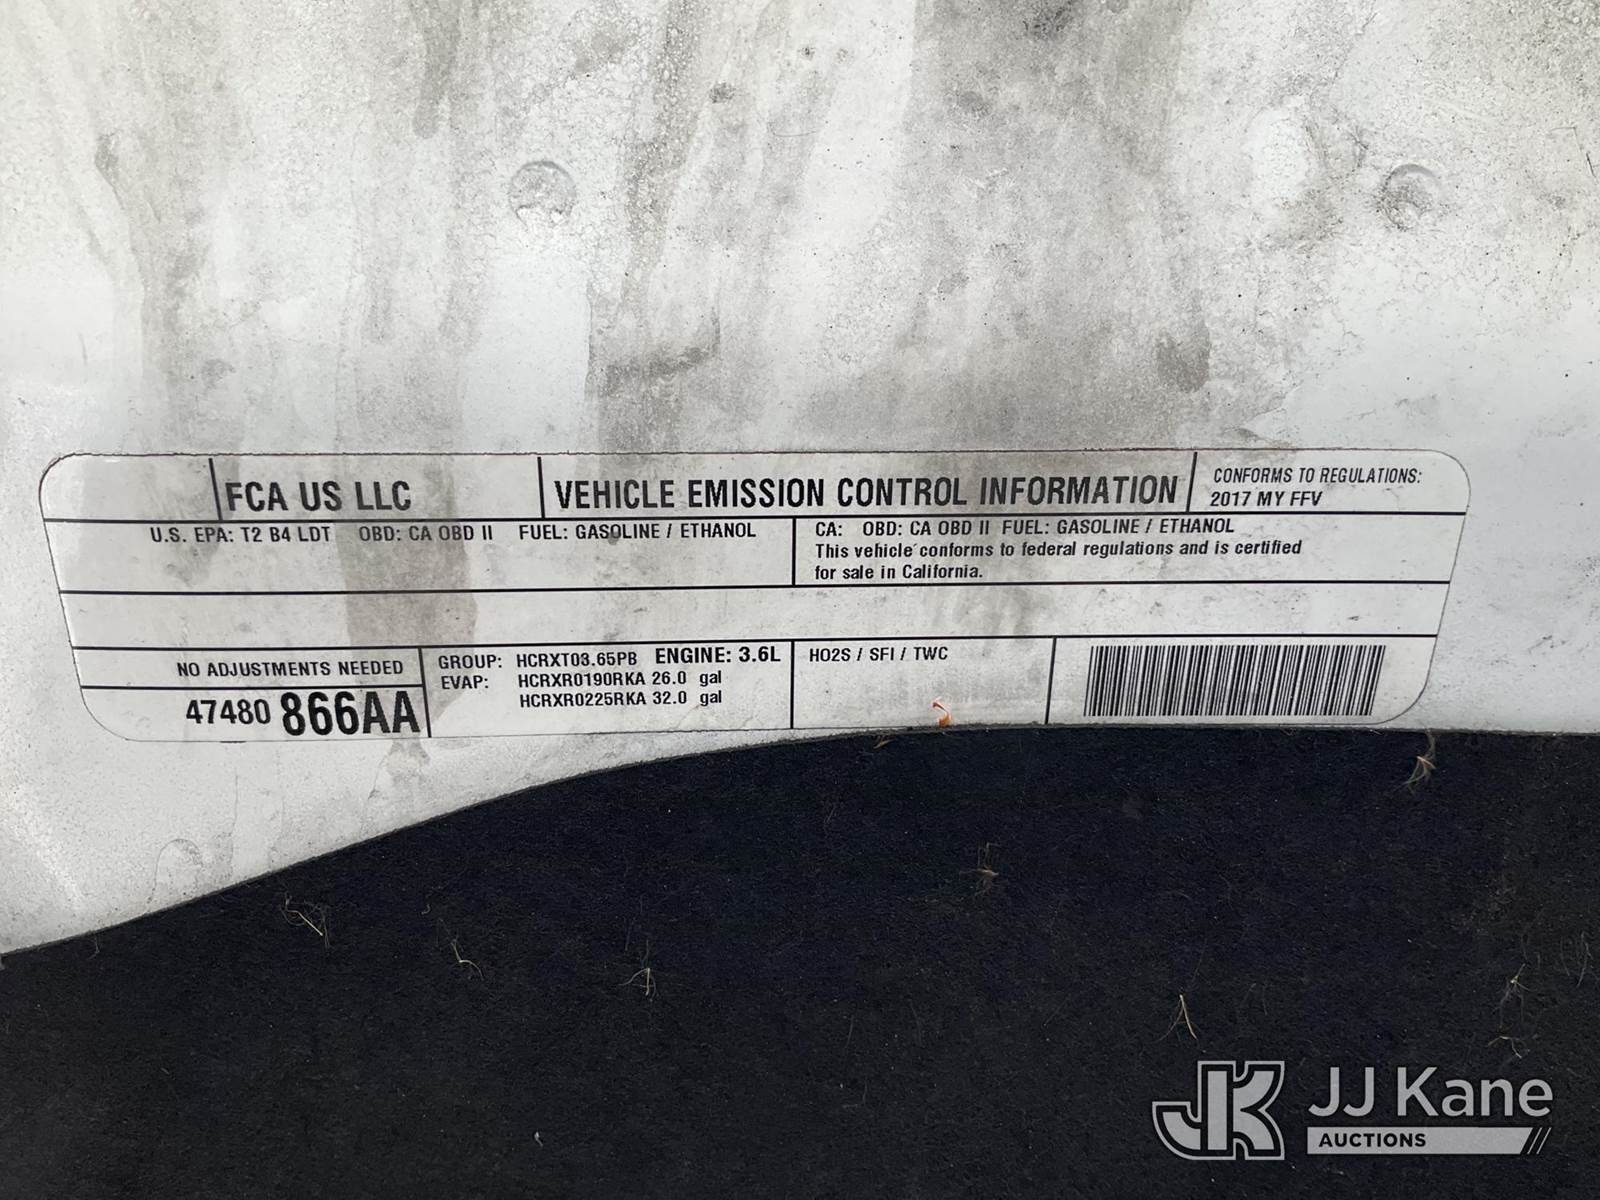 FCA US LLC VEHICLE EMISSION CONTROL INFORMATION CONFORMS TO REGULATIONS:
2017 MY FFV
U.S. EPA: T2 B4 LDT OBD: CA OBD II FUEL: GASOLINE / ETHANOL
CA: OBD: CA OBD II FUEL: GASOLINE / ETHANOL
This vehicle conforms to federal regulations and is certified
for sale in California.
NO ADJUSTMENTS NEEDED
47480 866AA
GROUP: HCRXT03.65PB ENGINE: 3.6L
EVAP: HCRXR0190RKA 26.0 gal
HCRXR0225RKA 32.0 gal
HO2S / SFI / TWC
JK JJ Kane
AUCTIONS